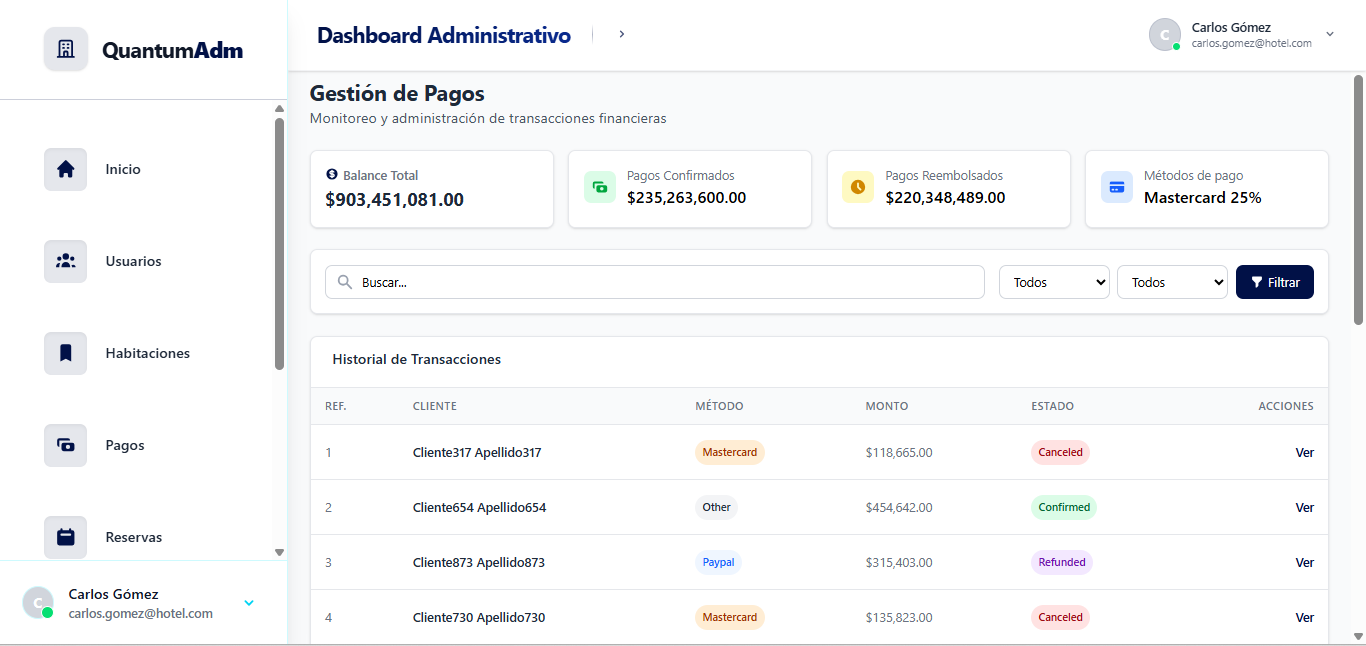 QuantumAdm
Inicio
Usuarios
Habitaciones
Pagos
Reservas
C
Carlos Gómez
carlos.gomez@hotel.com
Dashboard Administrativo
C
Carlos Gómez
carlos.gomez@hotel.com
Gestión de Pagos
Monitoreo y administración de transacciones financieras
Balance Total
$903,451,081.00
Pagos Confirmados
$235,263,600.00
Pagos Reembolsados
$220,348,489.00
Métodos de pago
Mastercard 25%
Buscar... Todos Todos Filtrar
Historial de Transacciones
REF. CLIENTE MÉTODO MONTO ESTADO ACCIONES
1 Cliente317 Apellido317 Mastercard $118,665.00 Canceled Ver
2 Cliente654 Apellido654 Other $454,642.00 Confirmed Ver
3 Cliente873 Apellido873 Paypal $315,403.00 Refunded Ver
4 Cliente730 Apellido730 Mastercard $135,823.00 Canceled Ver